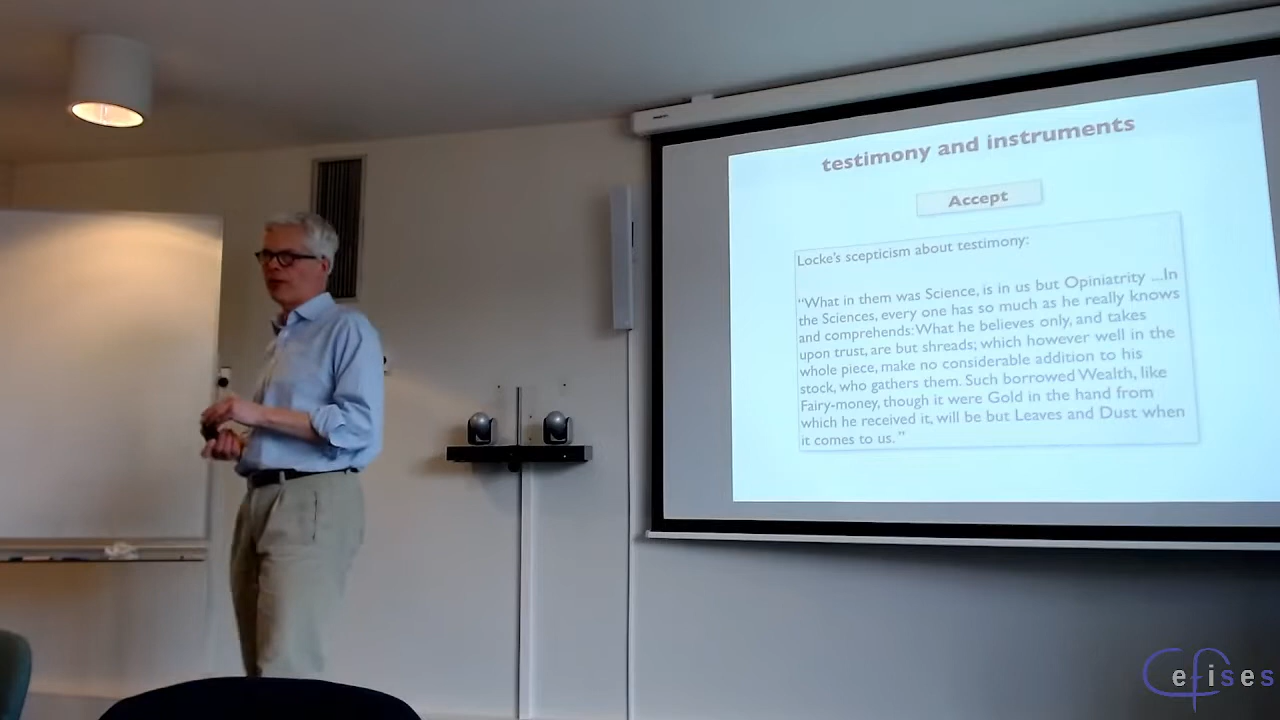 testimony and instruments
Accept
Locke's scepticism about testimony:
“What in them was Science, is in us but Opiniatrity ...In
the Sciences, every one has so much as he really knows
and comprehends: What he believes only, and takes
upon trust, are but shreads; which however well in the
whole piece, make no considerable addition to his
stock, who gathers them. Such borrowed Wealth, like
Fairy-money, though it were Gold in the hand from
which he received it, will be but Leaves and Dust when
it comes to us.”
Cefises